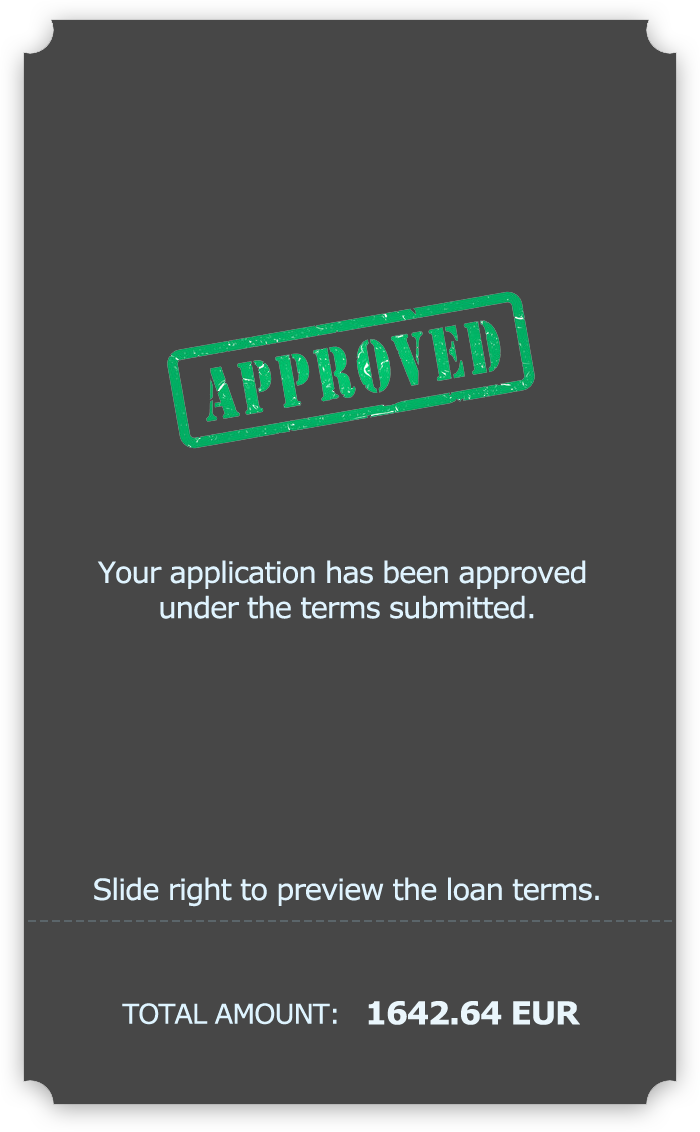 APPROVED
Your application has been approved
under the terms submitted.
Slide right to preview the loan terms.
TOTAL AMOUNT: 1642.64 EUR